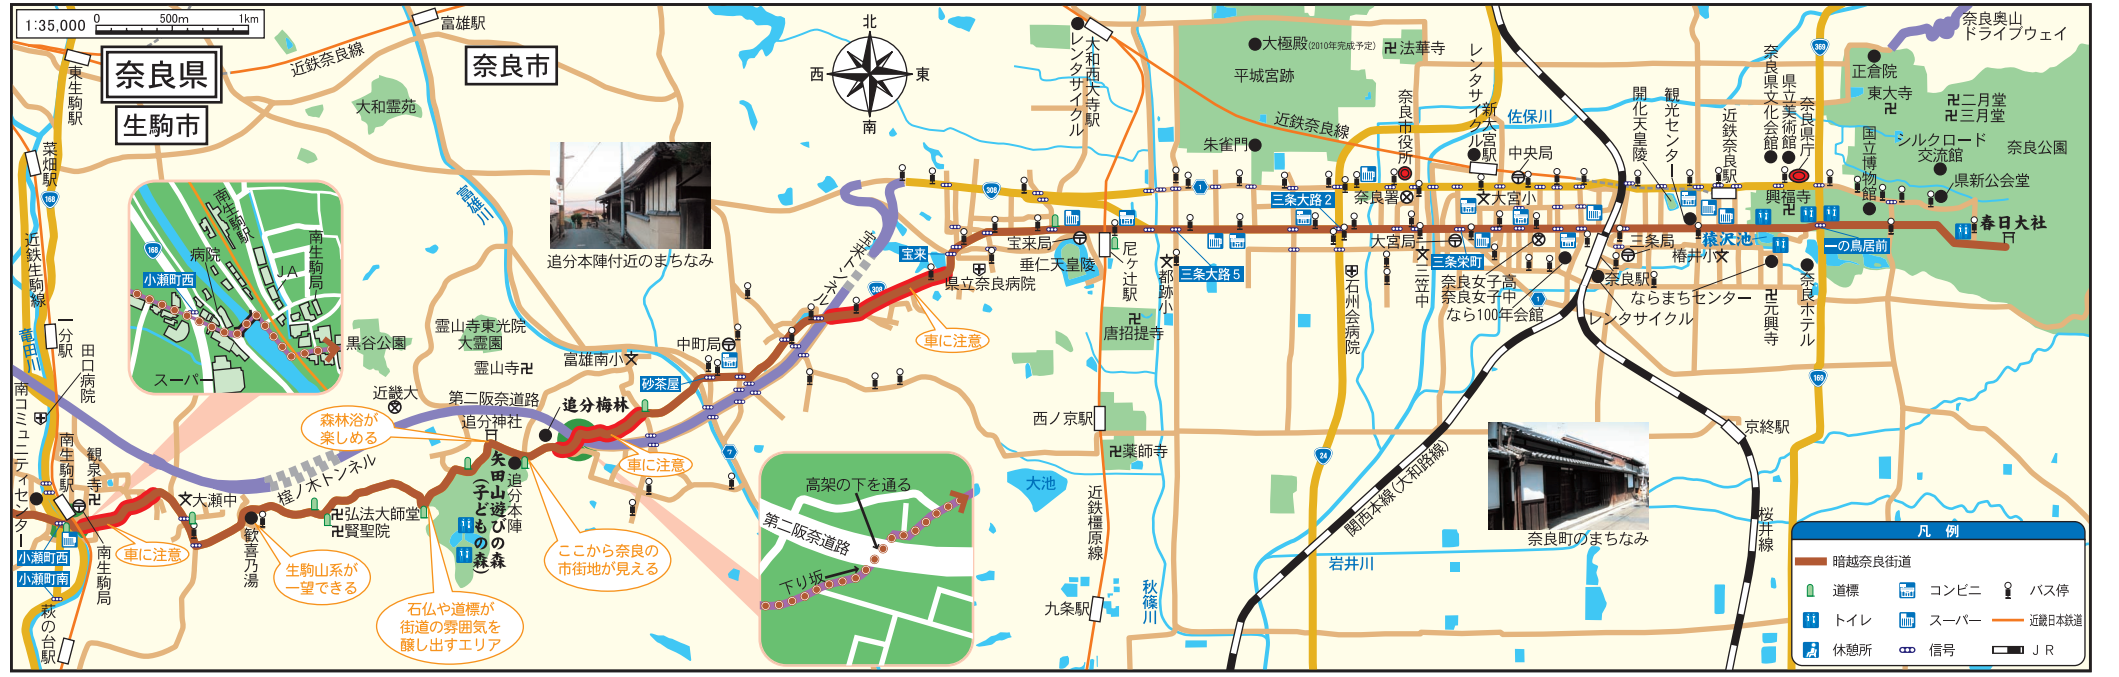 1:35,000
0
500m
1km
奈良県
生駒市
奈良市
東生駒駅
近鉄奈良線
富雄駅
大和霊苑
菜畑駅
168
近鉄生駒線
竜田川
一分駅
田口病院
南コミュニティセンター
南生駒駅
観泉寺
小瀬町西
小瀬町南
萩の台駅
南生駒局
168
南生駒駅
病院
小瀬町西
JA
南生駒局
スーパー
車に注意
大瀬中
歓喜乃湯
生駒山系が
一望できる
桎ノ木トンネル
弘法大師堂
賢聖院
石仏や道標が
街道の雰囲気を
醸し出すエリア
森林浴が
楽しめる
黒谷公園
近畿大
霊山寺東光院
大霊園
霊山寺
第二阪奈道路
追分神社
追分梅林
矢田山遊びの森
(子どもの森)
追分本陣
ここから奈良の
市街地が見える
車に注意
富雄川
追分本陣付近のまちなみ
富雄南小
中町局
砂茶屋
7
宝来トンネル
308
車に注意
高架の下を通る
第二阪奈道路
下り坂
北
西
東
南
308
宝来
県立奈良病院
宝来局
垂仁天皇陵
尼ヶ辻駅
都跡小
唐招提寺
西ノ京駅
薬師寺
大池
近鉄橿原線
九条駅
秋篠川
レンタサイクル
大和西大寺駅
大極殿(2010年完成予定)
平城宮跡
法華寺
朱雀門
近鉄奈良線
1
三条大路2
三条大路5
奈良市役所
奈良署
レンタサイクル
新大宮駅
佐保川
中央局
大宮小
大宮局
三条栄町
三笠中
石州会病院
奈良女子高
奈良女子中
なら100年会館
1
24
関西本線(大和路線)
岩井川
奈良町のまちなみ
開化天皇陵
観光センター
近鉄奈良駅
三条局
椿井小
猿沢池
奈良駅
レンタサイクル
ならまちセンター
元興寺
奈良ホテル
奈良県文化会館
県立美術館
奈良県庁
興福寺
369
国立博物館
一の鳥居前
169
正倉院
東大寺
二月堂
三月堂
シルクロード
交流館
奈良公園
県新公会堂
春日大社
奈良奥山
ドライブウェイ
京終駅
桜井線
凡 例
暗越奈良街道
道標
コンビニ
バス停
トイレ
スーパー
近畿日本鉄道
休憩所
信号
JR